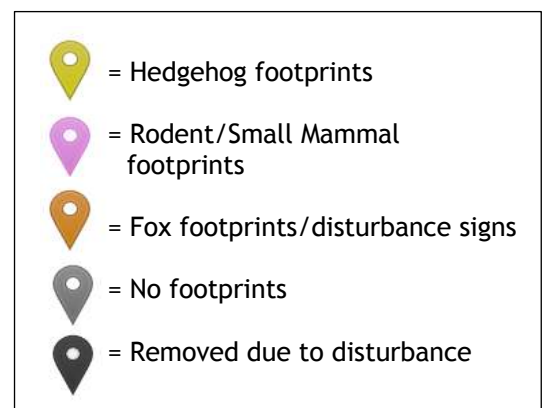 = Hedgehog footprints
= Rodent/Small Mammal
footprints
= Fox footprints/disturbance signs
= No footprints
= Removed due to disturbance